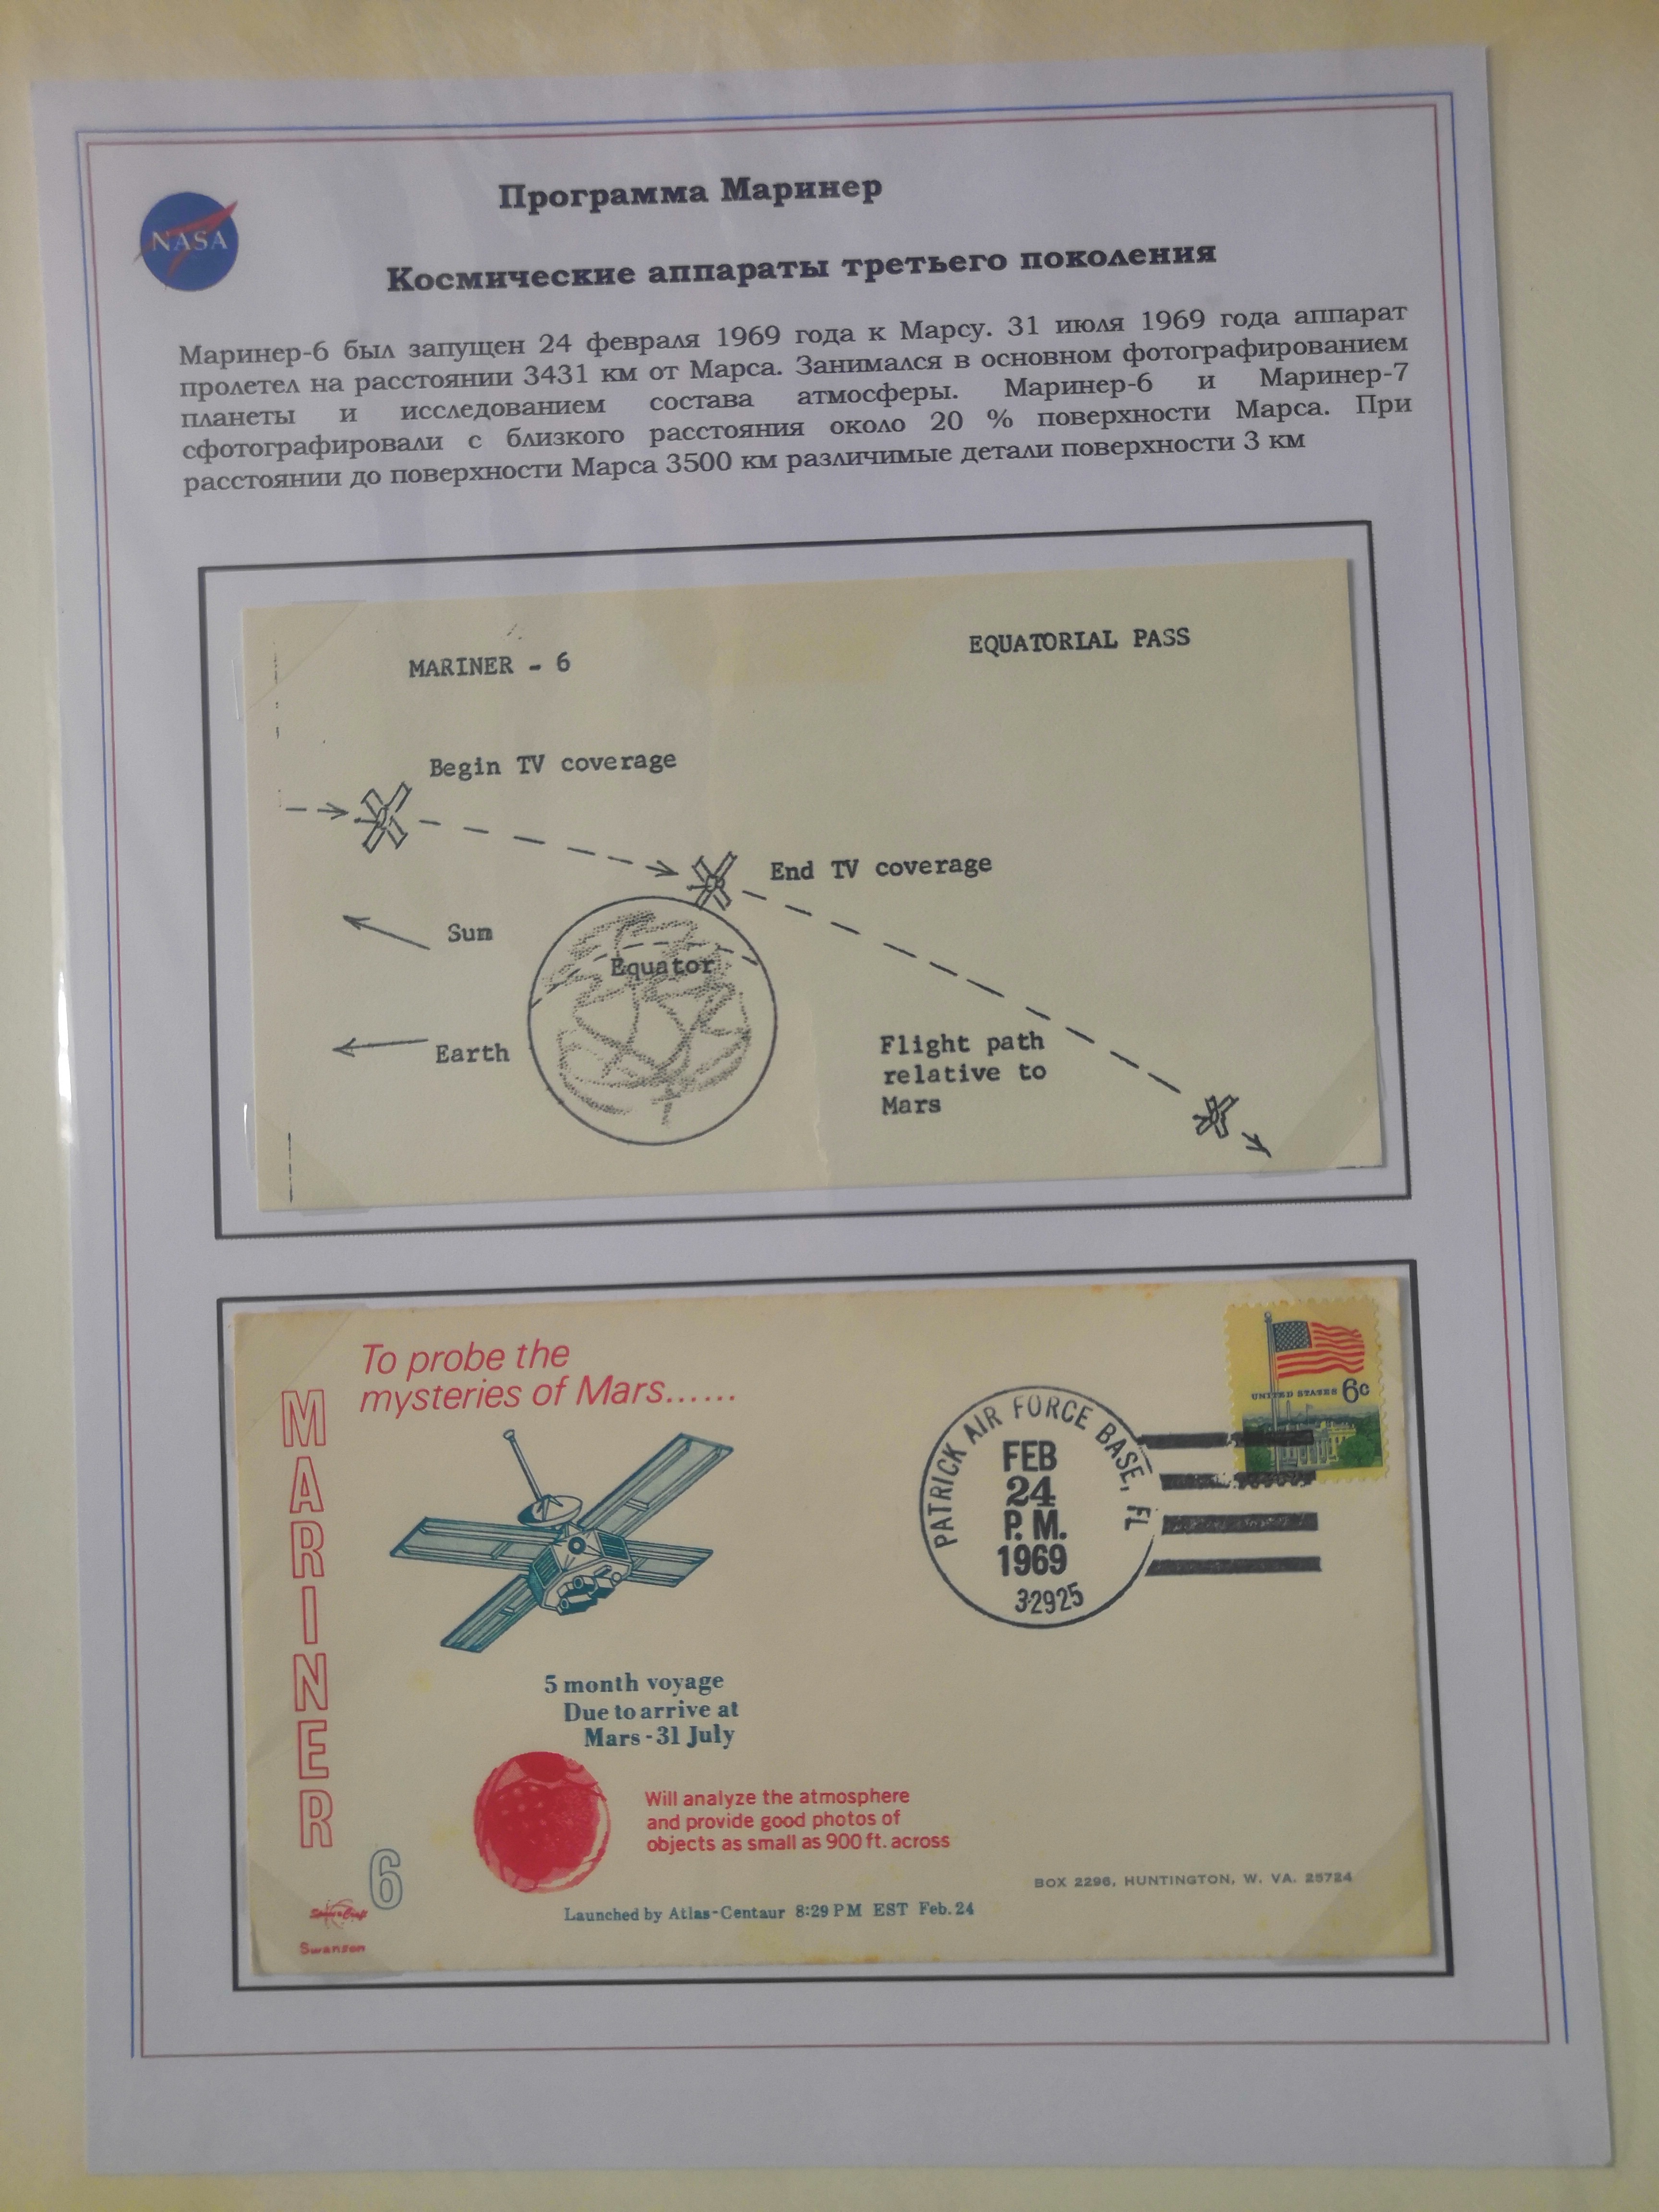 Программа Маринер
NASA
Космические аппараты третьего поколения
Маринер-6 был запущен 24 февраля 1969 года к Марсу. 31 июля 1969 года аппарат
пролетел на расстоянии 3431 км от Марса. Занимался в основном фотографированием
планеты и исследованием состава атмосферы. Маринер-6 и Маринер-7
сфотографировали с близкого расстояния около 20 % поверхности Марса. При
расстоянии до поверхности Марса 3500 км различимые детали поверхности 3 км
MARINER - 6
EQUATORIAL PASS
Begin TV coverage
End TV coverage
Sun
Equator
Earth
Flight path
relative to
Mars
To probe the
mysteries of Mars......
MARINER
6
UNITED STATES 6c
PATRICK AIR FORCE BASE, FL
FEB
24
P. M.
1969
32925
5 month voyage
Due to arrive at
Mars - 31 July
Will analyze the atmosphere
and provide good photos of
objects as small as 900 ft. across
BOX 2296, HUNTINGTON, W. VA. 25724
Launched by Atlas-Centaur 8:29 PM EST Feb. 24
Space Craft
Swanson